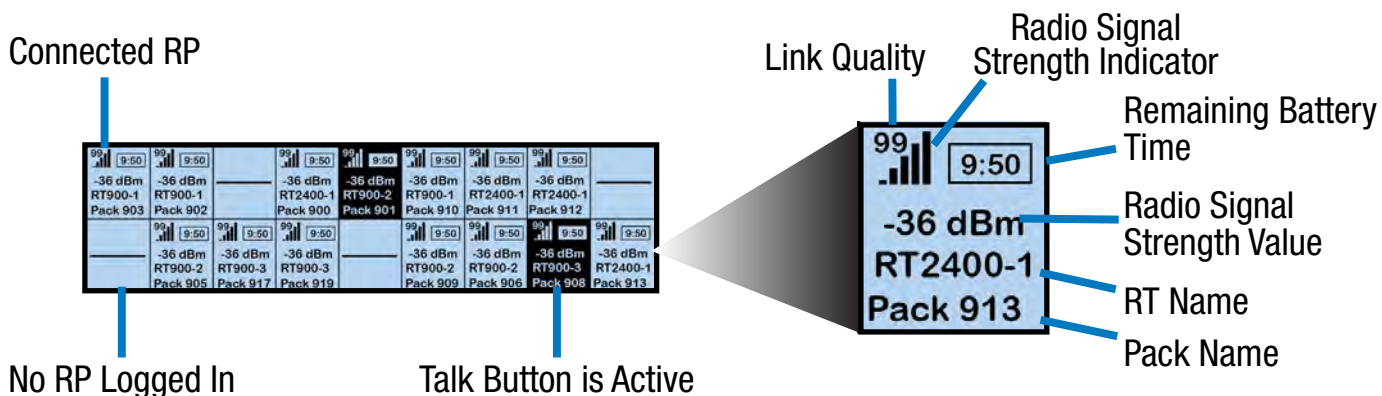 Connected RP
Link Quality
Radio Signal
Strength Indicator
Remaining Battery
Time
Radio Signal
Strength Value
RT Name
Pack Name
No RP Logged In
Talk Button is Active
99 9:50 99 9:50 99 9:50 99 9:50 99 9:50 99 9:50 99 9:50
-36 dBm -36 dBm -36 dBm -36 dBm -36 dBm -36 dBm -36 dBm
RT900-1 RT900-1 RT2400-1 RT900-2 RT900-1 RT2400-1 RT2400-1
Pack 903 Pack 902 Pack 900 Pack 901 Pack 910 Pack 911 Pack 912
99 9:50 99 9:50 99 9:50 99 9:50 99 9:50 99 9:50 99 9:50
-36 dBm -36 dBm -36 dBm -36 dBm -36 dBm -36 dBm -36 dBm
RT900-2 RT900-3 RT900-3 RT900-2 RT900-2 RT900-3 RT2400-1
Pack 905 Pack 917 Pack 919 Pack 909 Pack 906 Pack 908 Pack 913
99 9:50
-36 dBm
RT2400-1
Pack 913